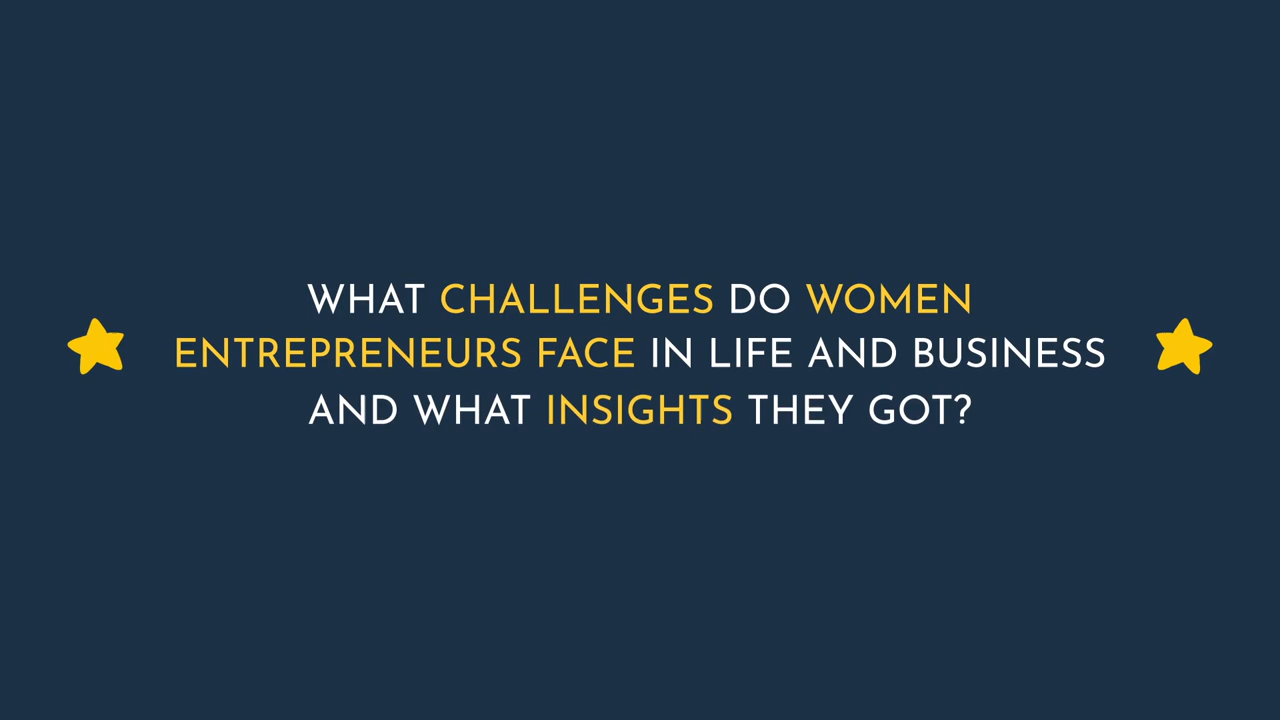 WHAT CHALLENGES DO WOMEN
ENTREPRENEURS FACE IN LIFE AND BUSINESS
AND WHAT INSIGHTS THEY GOT?